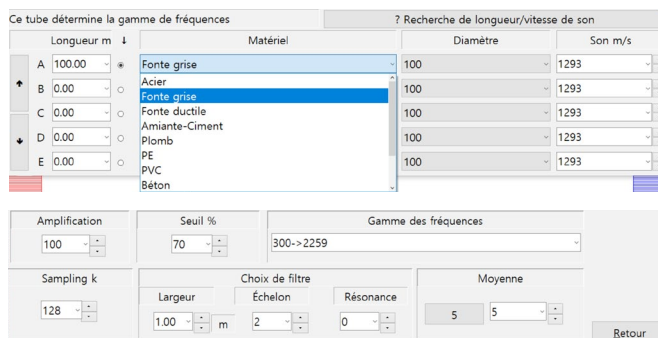 Ce tube détermine la gamme de fréquences ? Recherche de longueur/vitesse de son
Longueur m ↓ Matériel Diamètre Son m/s
A 100.00 Fonte grise 100 1293
B 0.00 Acier 100 1293
Fonte grise
C 0.00 Fonte ductile 100 1293
Amiante-Ciment
D 0.00 Plomb 100 1293
PE
E 0.00 PVC 100 1293
Béton
Amplification Seuil % Gamme des fréquences
100 70 300->2259
Sampling k Choix de filtre Moyenne
Largeur Échelon Résonance
128 1.00 m 2 0 5 5
Retour